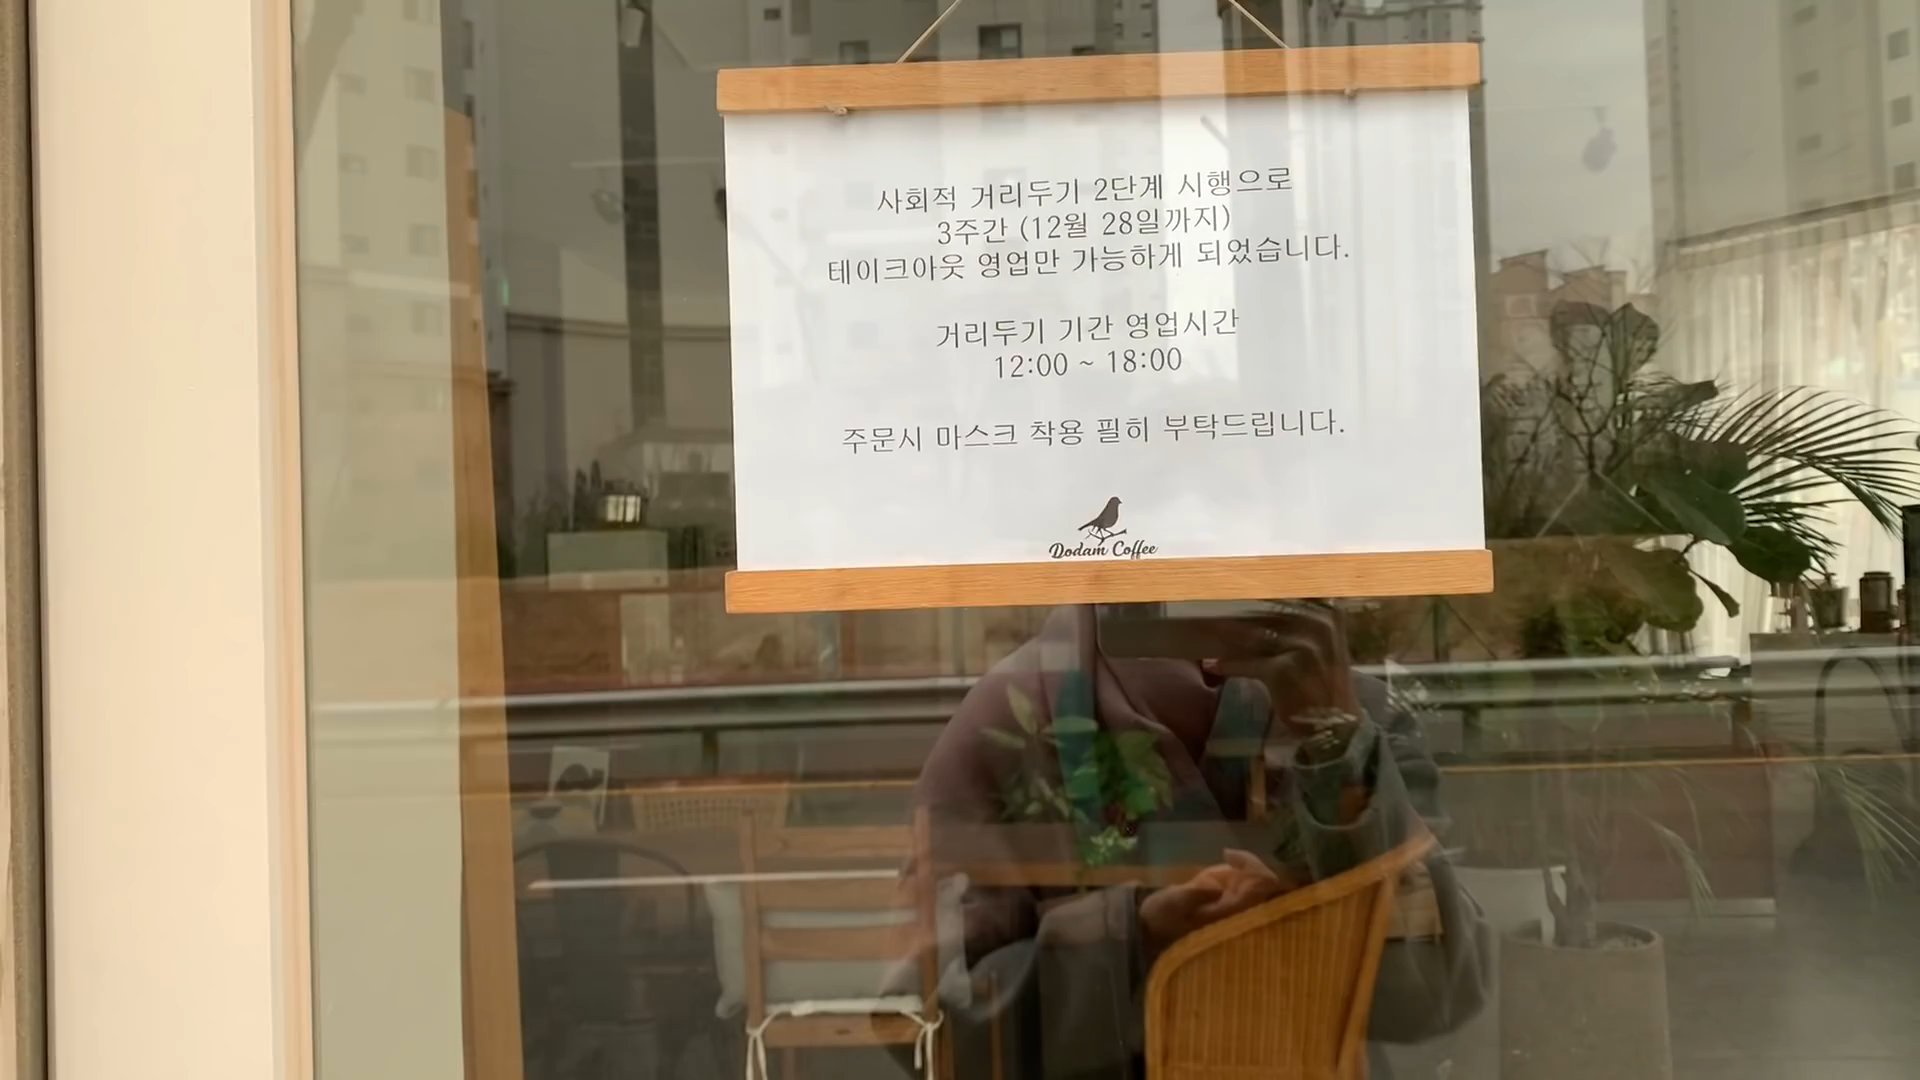 사회적 거리두기 2단계 시행으로
3주간 (12월 28일까지)
테이크아웃 영업만 가능하게 되었습니다.
거리두기 기간 영업시간
12:00 ~ 18:00
주문시 마스크 착용 필히 부탁드립니다.
Dodam Coffee